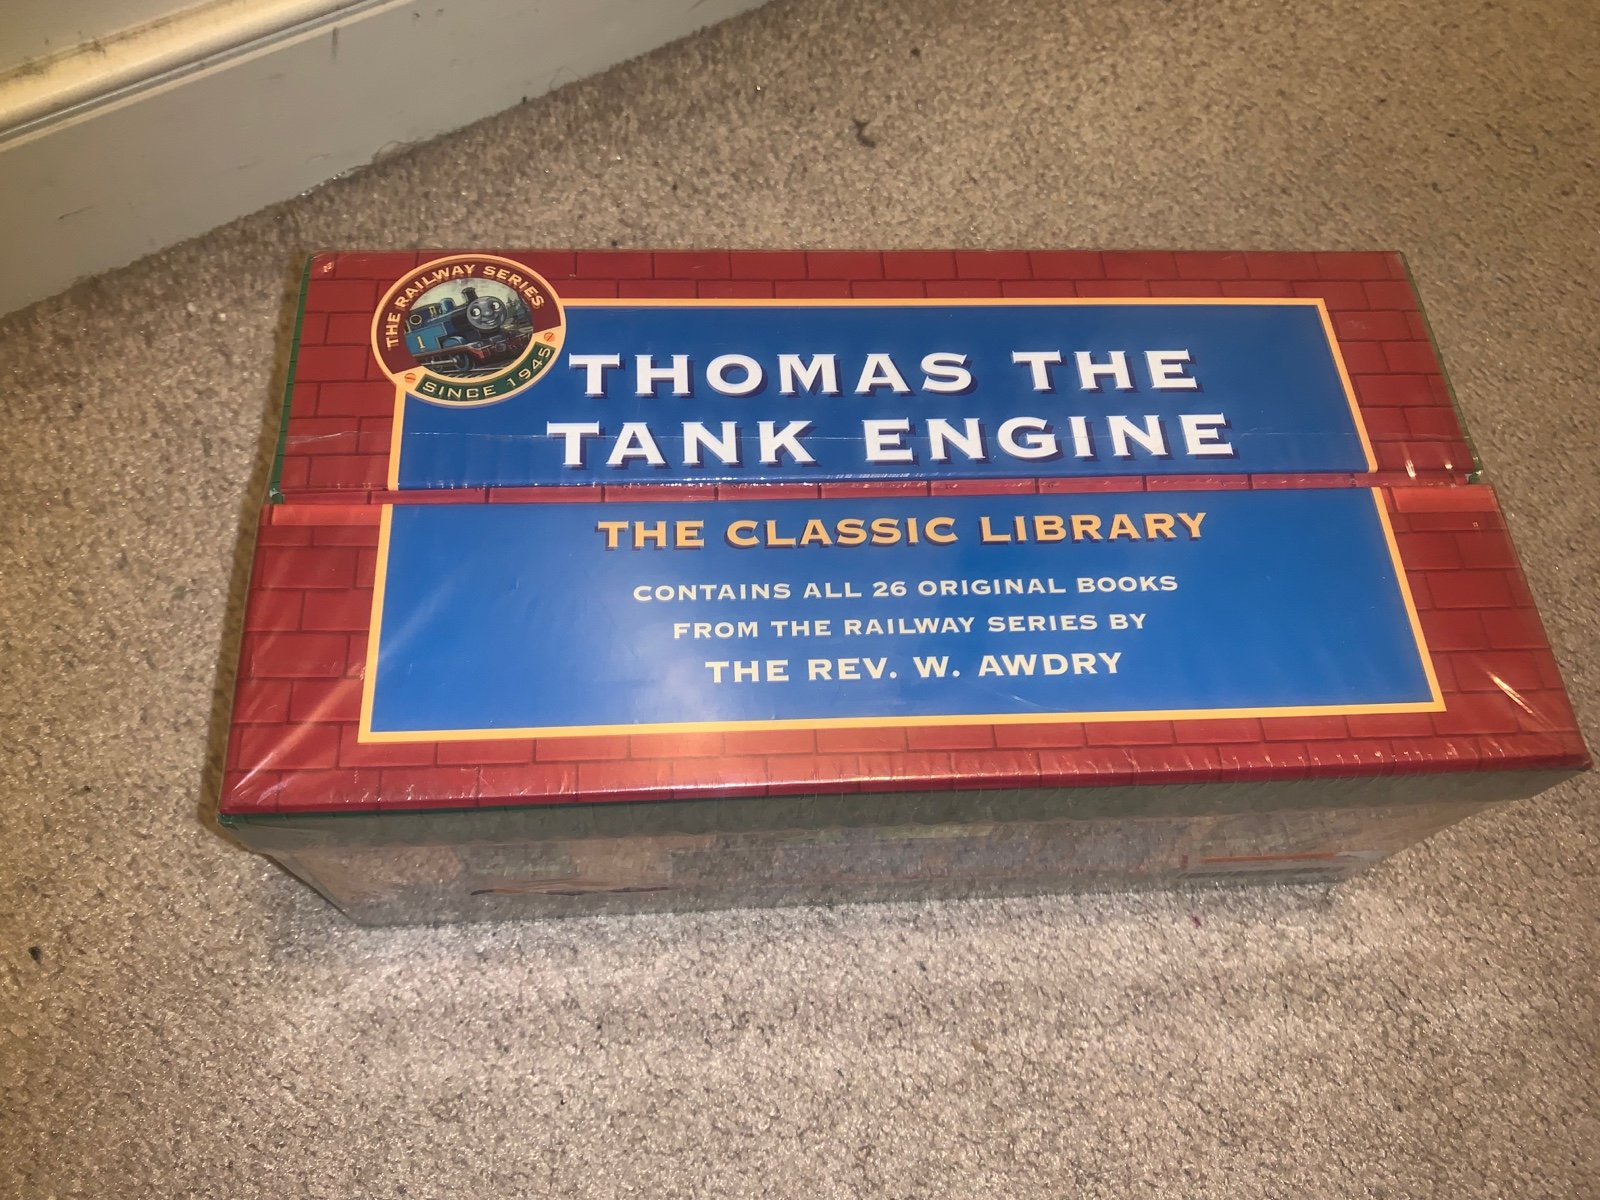 THE RAILWAY SERIES
1
SINCE 1945
THOMAS THE
TANK ENGINE
THE CLASSIC LIBRARY
CONTAINS ALL 26 ORIGINAL BOOKS
FROM THE RAILWAY SERIES BY
THE REV. W. AWDRY